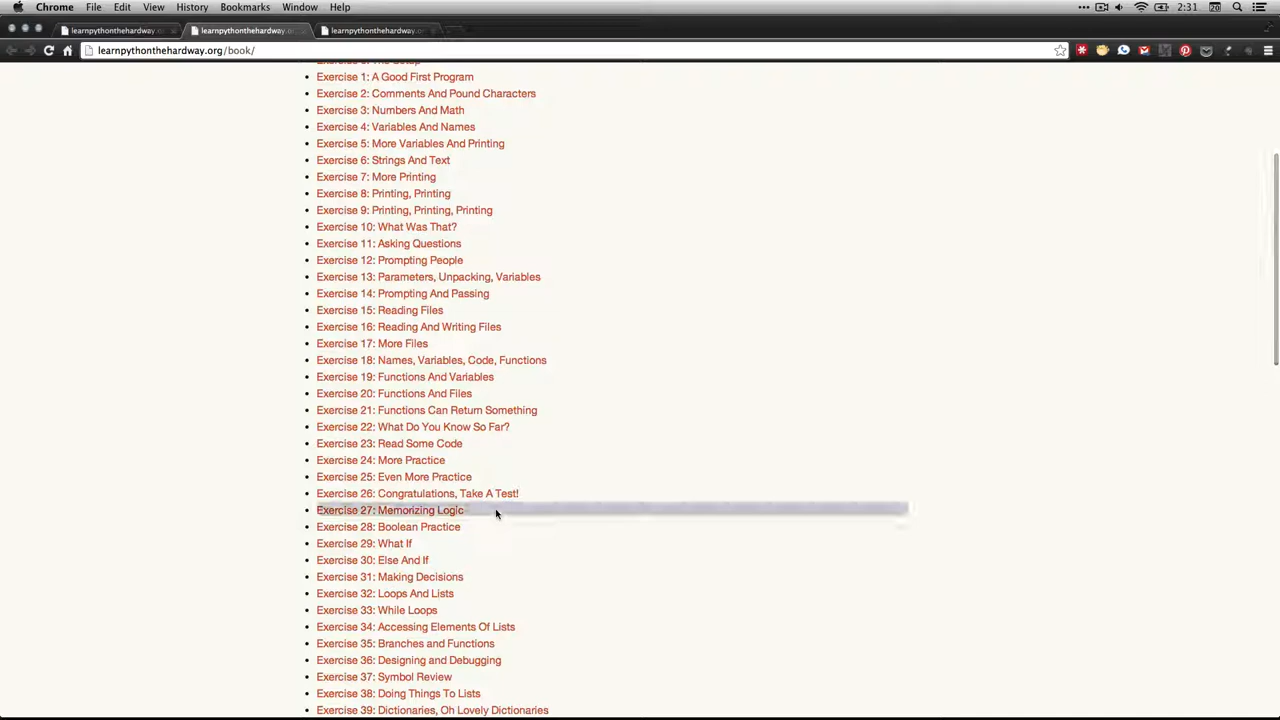 Chrome File Edit View History Bookmarks Window Help 2:31
learnpythonthehardway.org learnpythonthehardway.org learnpythonthehardway.org
learnpythonthehardway.org/book/
Exercise 1: A Good First Program
Exercise 2: Comments And Pound Characters
Exercise 3: Numbers And Math
Exercise 4: Variables And Names
Exercise 5: More Variables And Printing
Exercise 6: Strings And Text
Exercise 7: More Printing
Exercise 8: Printing, Printing
Exercise 9: Printing, Printing, Printing
Exercise 10: What Was That?
Exercise 11: Asking Questions
Exercise 12: Prompting People
Exercise 13: Parameters, Unpacking, Variables
Exercise 14: Prompting And Passing
Exercise 15: Reading Files
Exercise 16: Reading And Writing Files
Exercise 17: More Files
Exercise 18: Names, Variables, Code, Functions
Exercise 19: Functions And Variables
Exercise 20: Functions And Files
Exercise 21: Functions Can Return Something
Exercise 22: What Do You Know So Far?
Exercise 23: Read Some Code
Exercise 24: More Practice
Exercise 25: Even More Practice
Exercise 26: Congratulations, Take A Test!
Exercise 27: Memorizing Logic
Exercise 28: Boolean Practice
Exercise 29: What If
Exercise 30: Else And If
Exercise 31: Making Decisions
Exercise 32: Loops And Lists
Exercise 33: While Loops
Exercise 34: Accessing Elements Of Lists
Exercise 35: Branches and Functions
Exercise 36: Designing and Debugging
Exercise 37: Symbol Review
Exercise 38: Doing Things To Lists
Exercise 39: Dictionaries, Oh Lovely Dictionaries